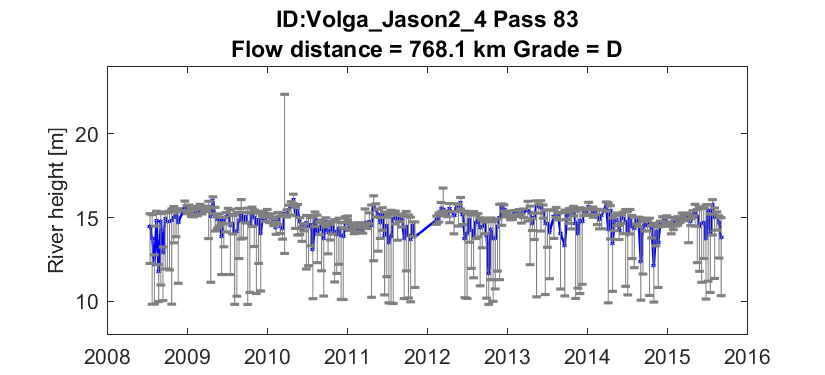 ID:Volga_Jason2_4 Pass 83
Flow distance = 768.1 km Grade = D
River height [m]
20
15
10
2008 2009 2010 2011 2012 2013 2014 2015 2016